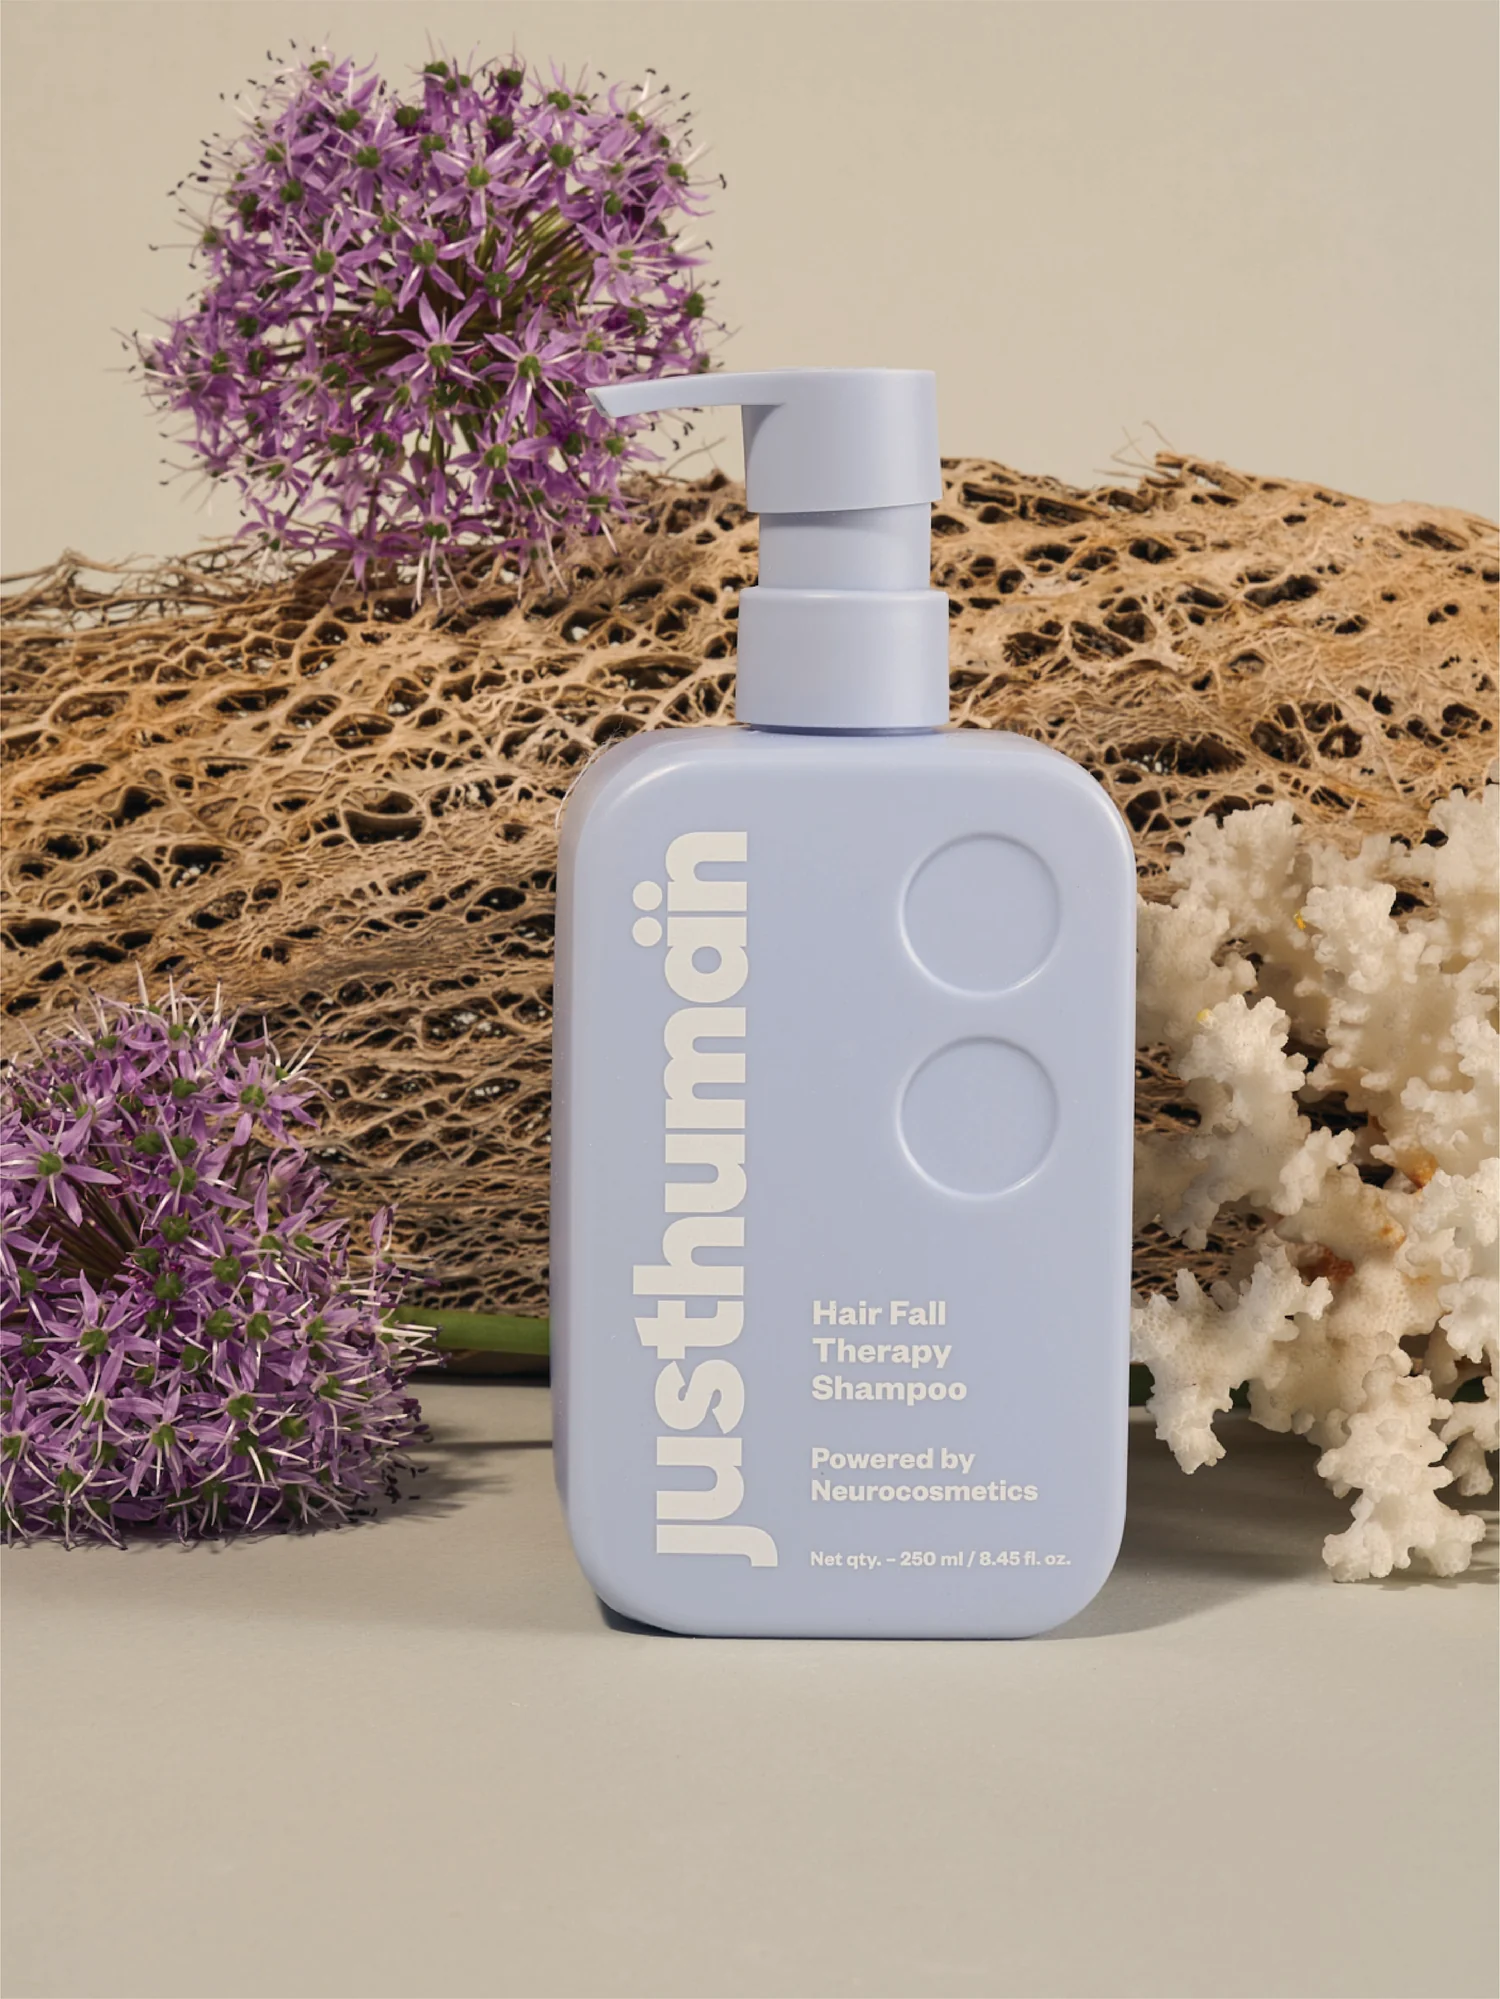 justhumän
Hair Fall
Therapy
Shampoo
Powered by
Neurocosmetics
Net qty. – 250 ml / 8.45 fl. oz.